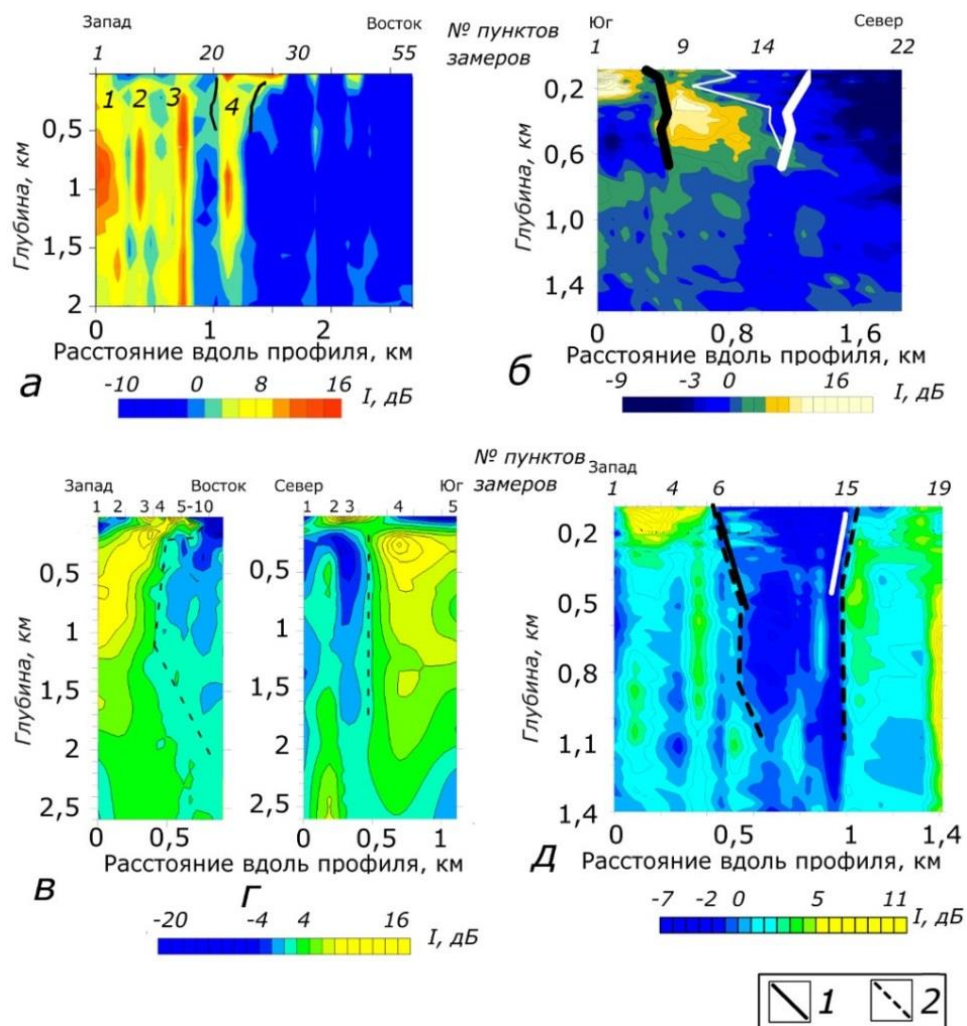 Запад Восток № пунктов замеров Юг Север
1 20 30 55 1 9 14 22
1 2 3 4
0,5
1
1,5
2
Глубина, км
0,2
0,6
1,0
1,4
Глубина, км
0 1 2
Расстояние вдоль профиля, км
0 0,8 1,6
Расстояние вдоль профиля, км
а
-10 0 8 16 I, дБ
б
-9 -3 0 16 I, дБ
№ пунктов
замеров
Запад Восток Север Юг
1 2 3 4 5-10 1 2 3 4 5
Запад
1 4 6 15 19
0,5
1
1,5
2
2,5
Глубина, км
0,5
1
1,5
2
2,5
0,2
0,5
0,8
1,1
1,4
Глубина, км
0 0,5 0 0,5 1
Расстояние вдоль профиля, км
0 0,5 1 1,4
Расстояние вдоль профиля, км
в
г
-20 -4 4 16 I, дБ
д
-7 -2 0 5 11 I, дБ
1 2